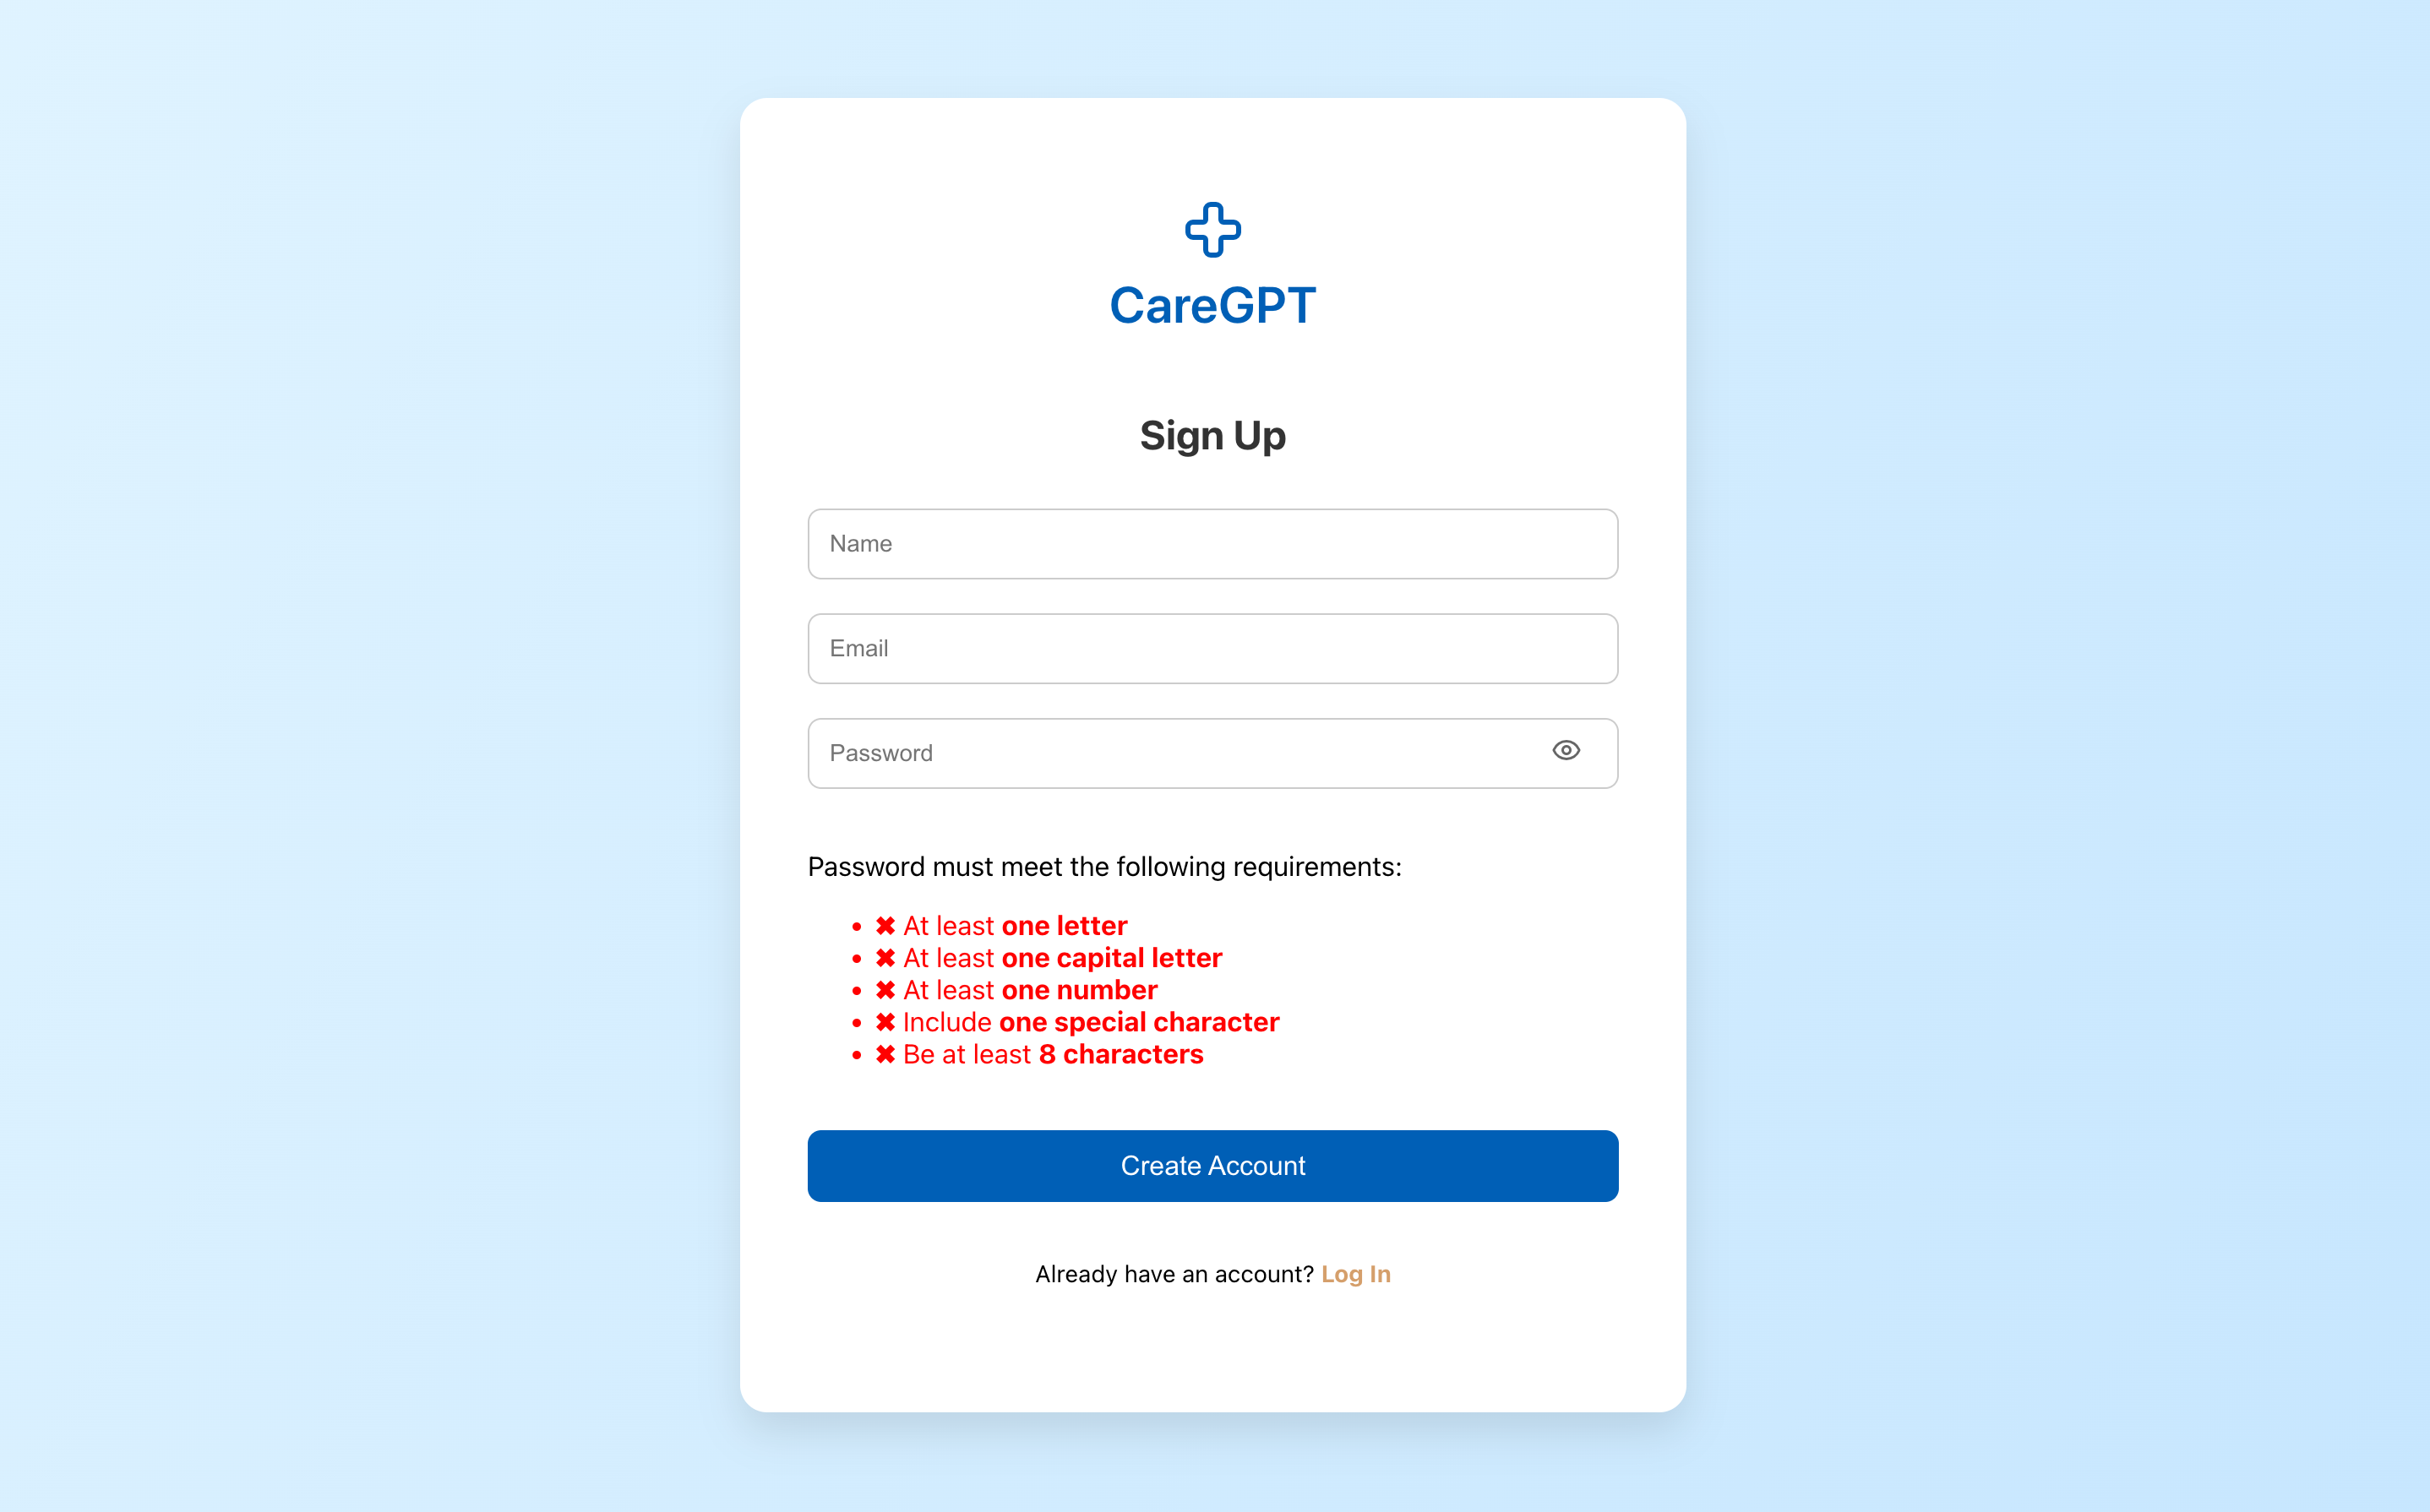 CareGPT
Sign Up
Name
Email
Password
Password must meet the following requirements:
• ✖ At least one letter
• ✖ At least one capital letter
• ✖ At least one number
• ✖ Include one special character
• ✖ Be at least 8 characters
Create Account
Already have an account? Log In